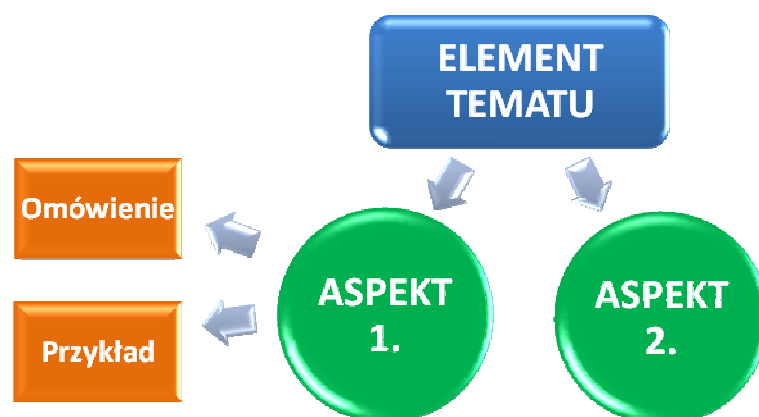 ELEMENT
TEMATU
Omówienie
ASPEKT
1.
ASPEKT
2.
Przykład